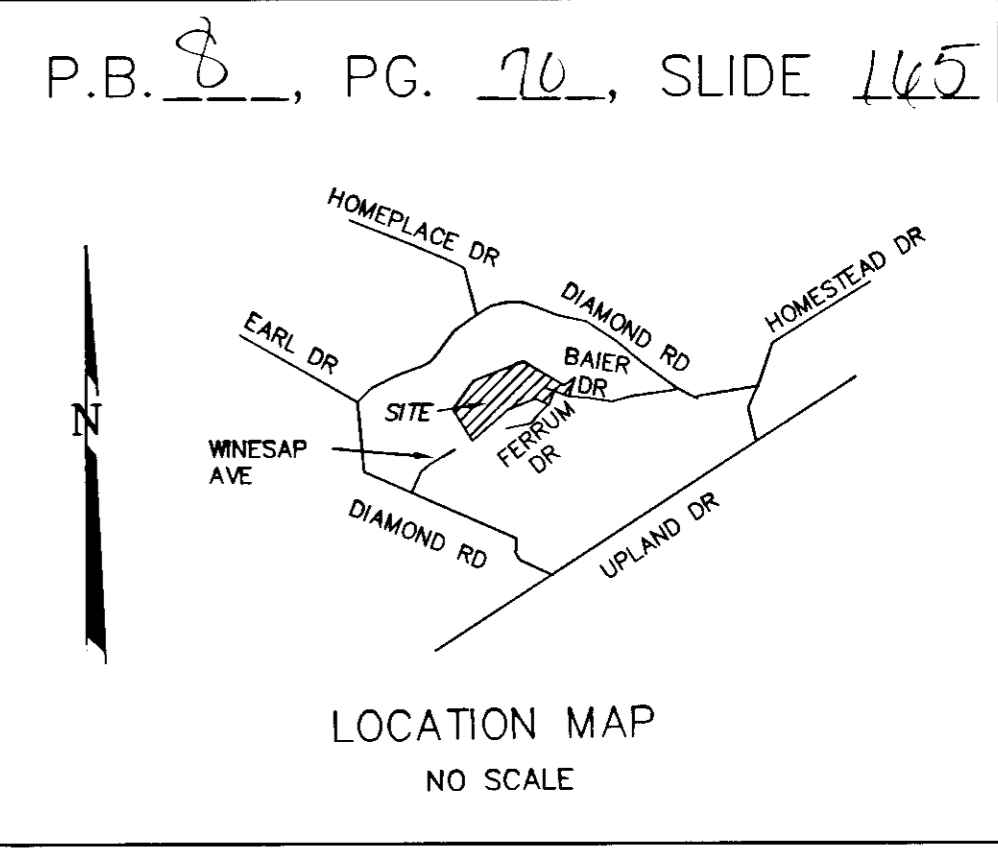 P.B. 8, PG. 70, SLIDE 165
HOMEPLACE DR
HOMESTEAD DR
DIAMOND RD
EARL DR
BAIER
DR
SITE
FERRUM
DR
N
WINESAP
AVE
DIAMOND RD
UPLAND DR
LOCATION MAP
NO SCALE